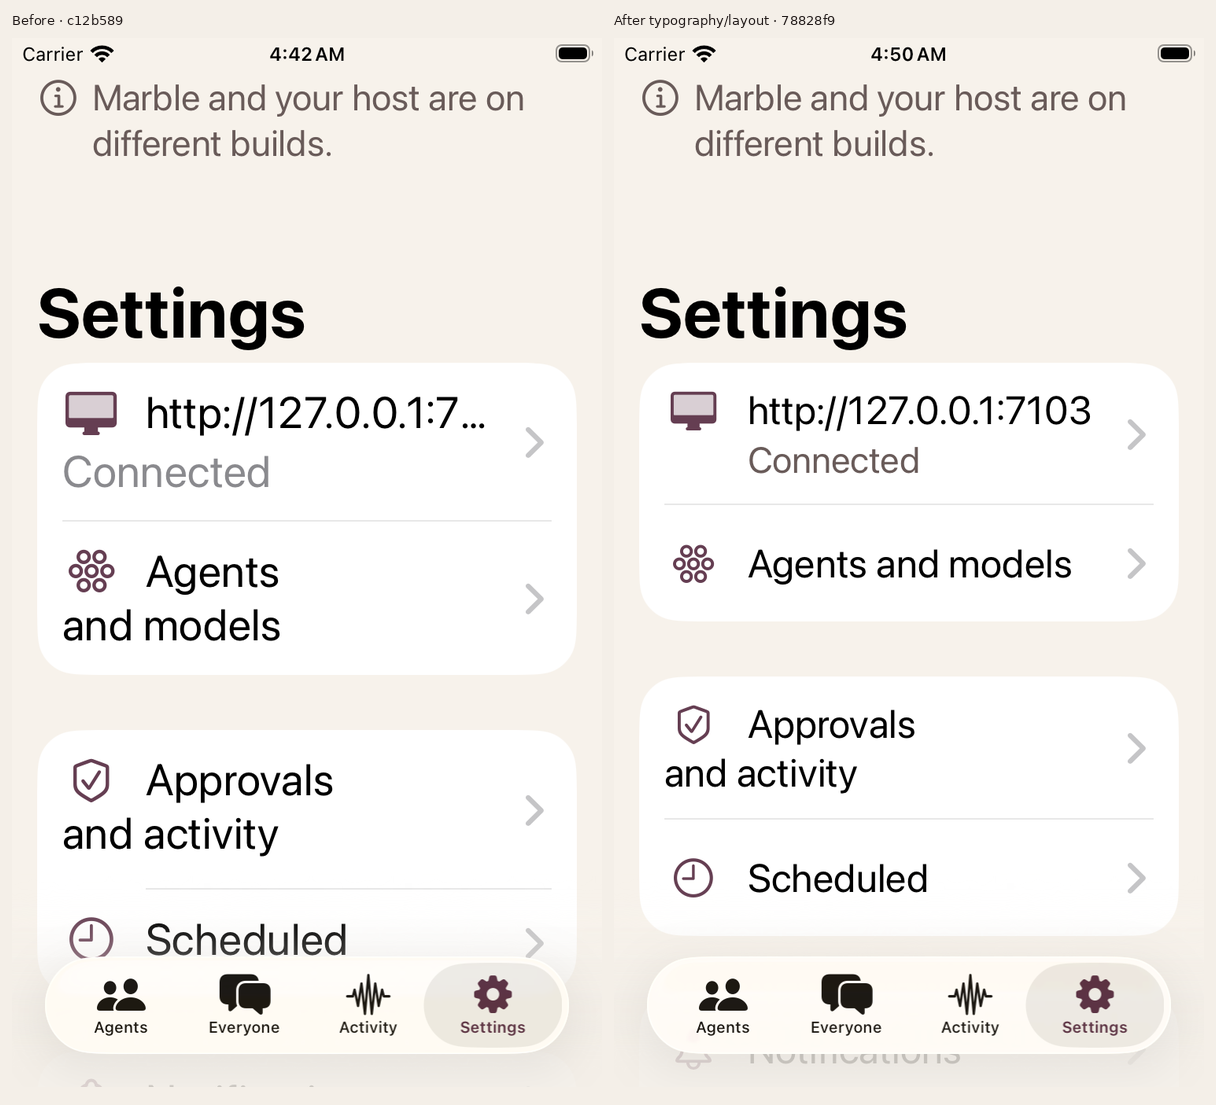 Before · c12b589
Carrier
4:42 AM
Marble and your host are on
different builds.
Settings
http://127.0.0.1:7…
Connected
Agents
and models
Approvals
and activity
Scheduled
Agents
Everyone
Activity
Settings
After typography/layout · 78828f9
Carrier
4:50 AM
Marble and your host are on
different builds.
Settings
http://127.0.0.1:7103
Connected
Agents and models
Approvals
and activity
Scheduled
Agents
Everyone
Activity
Settings
Notifications